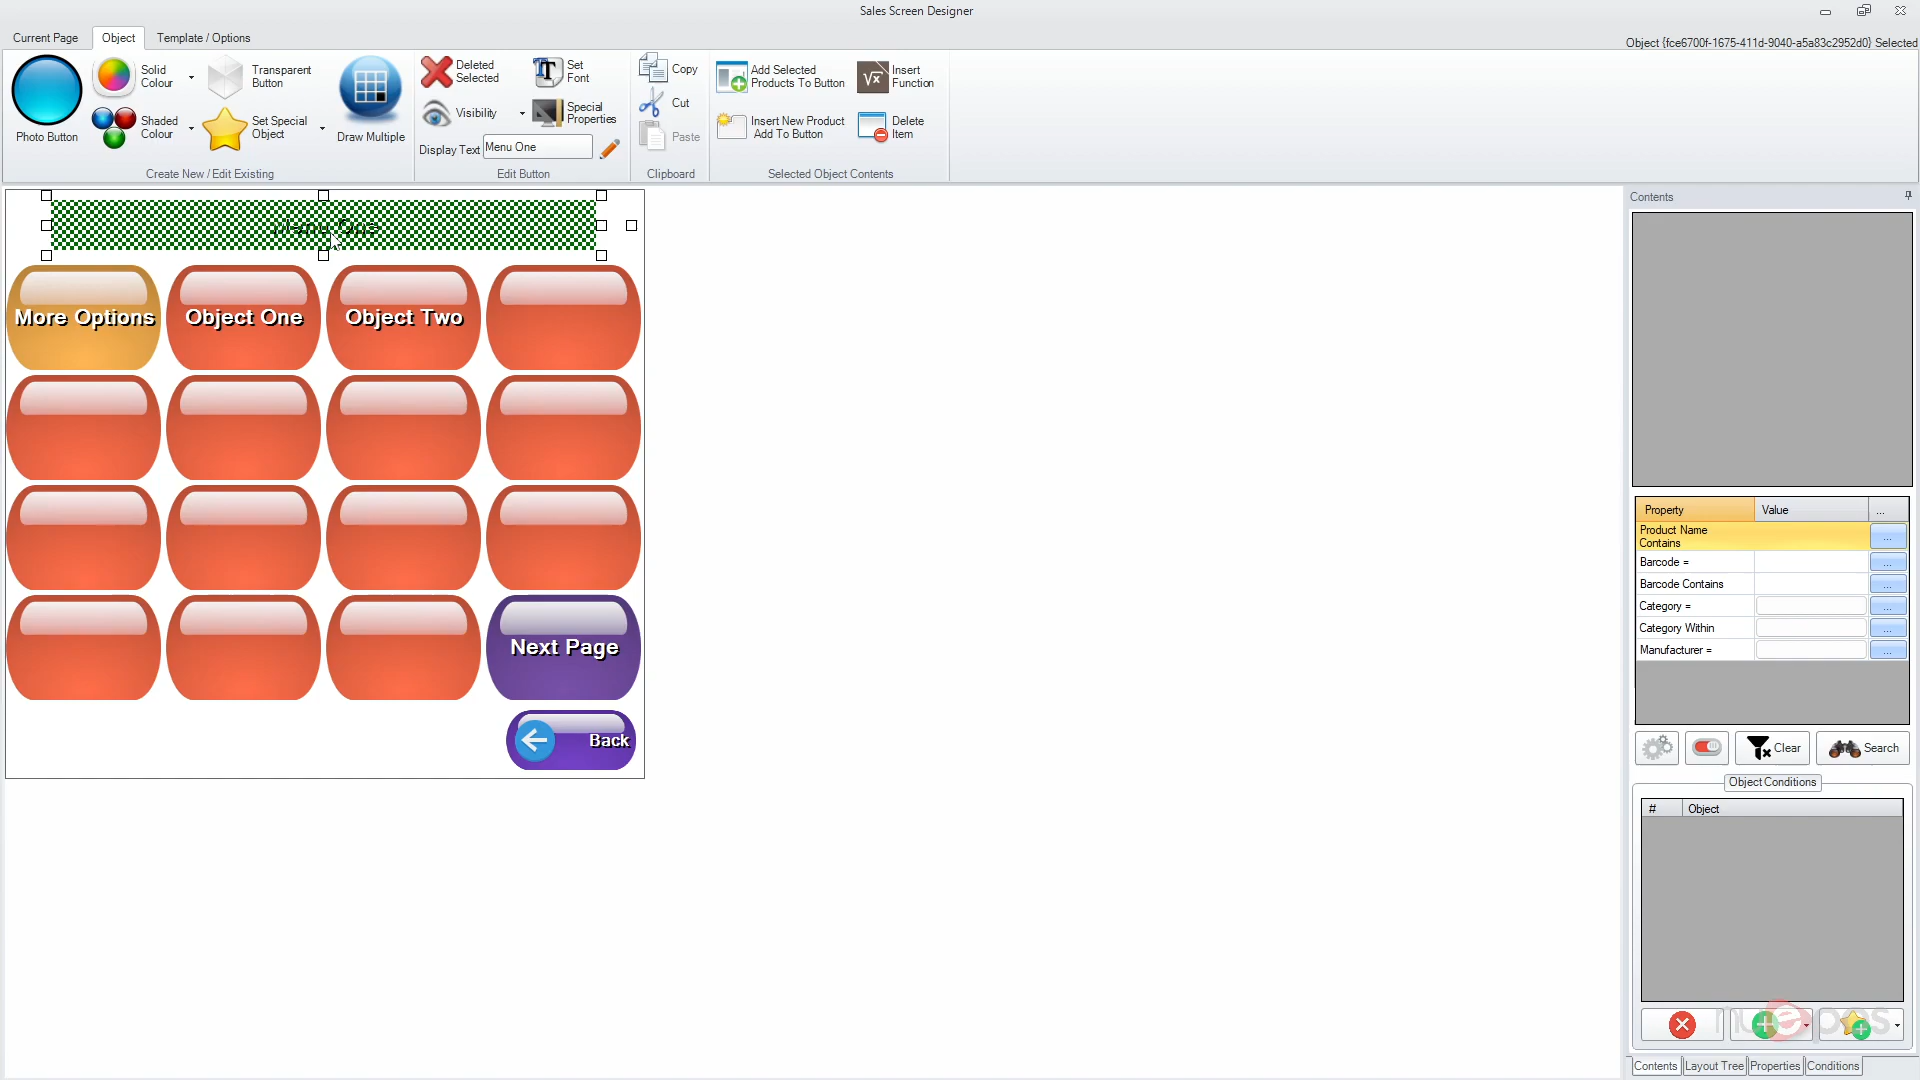 Sales Screen Designer
Current Page
Object
Template / Options
Object {fce6700f-1675-411d-9040-a5a83c2952d0} Selected
Photo Button
Solid Colour
Shaded Colour
Transparent Button
Set Special Object
Draw Multiple
Create New / Edit Existing
Deleted Selected
Visibility
Set Font
Special Properties
Display Text
Menu One
Edit Button
Copy
Cut
Paste
Clipboard
Add Selected Products To Button
Insert New Product Add To Button
Insert Function
Delete Item
Selected Object Contents
Menu One
More Options
Object One
Object Two
Next Page
Back
Contents
Property
Value
...
Product Name Contains
...
Barcode =
...
Barcode Contains
...
Category =
...
Category Within
...
Manufacturer =
...
Clear
Search
Object Conditions
#
Object
nuepos
Contents
Layout Tree
Properties
Conditions